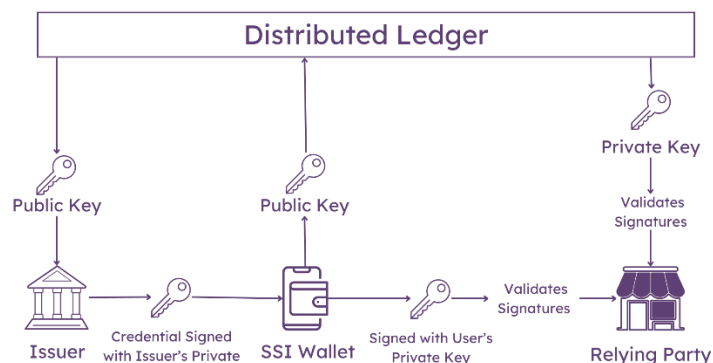 Distributed Ledger
Public Key
Public Key
Private Key
Validates
Signatures
Issuer
Credential Signed
with Issuer's Private
SSI Wallet
Signed with User's
Private Key
Validates
Signatures
Relying Party